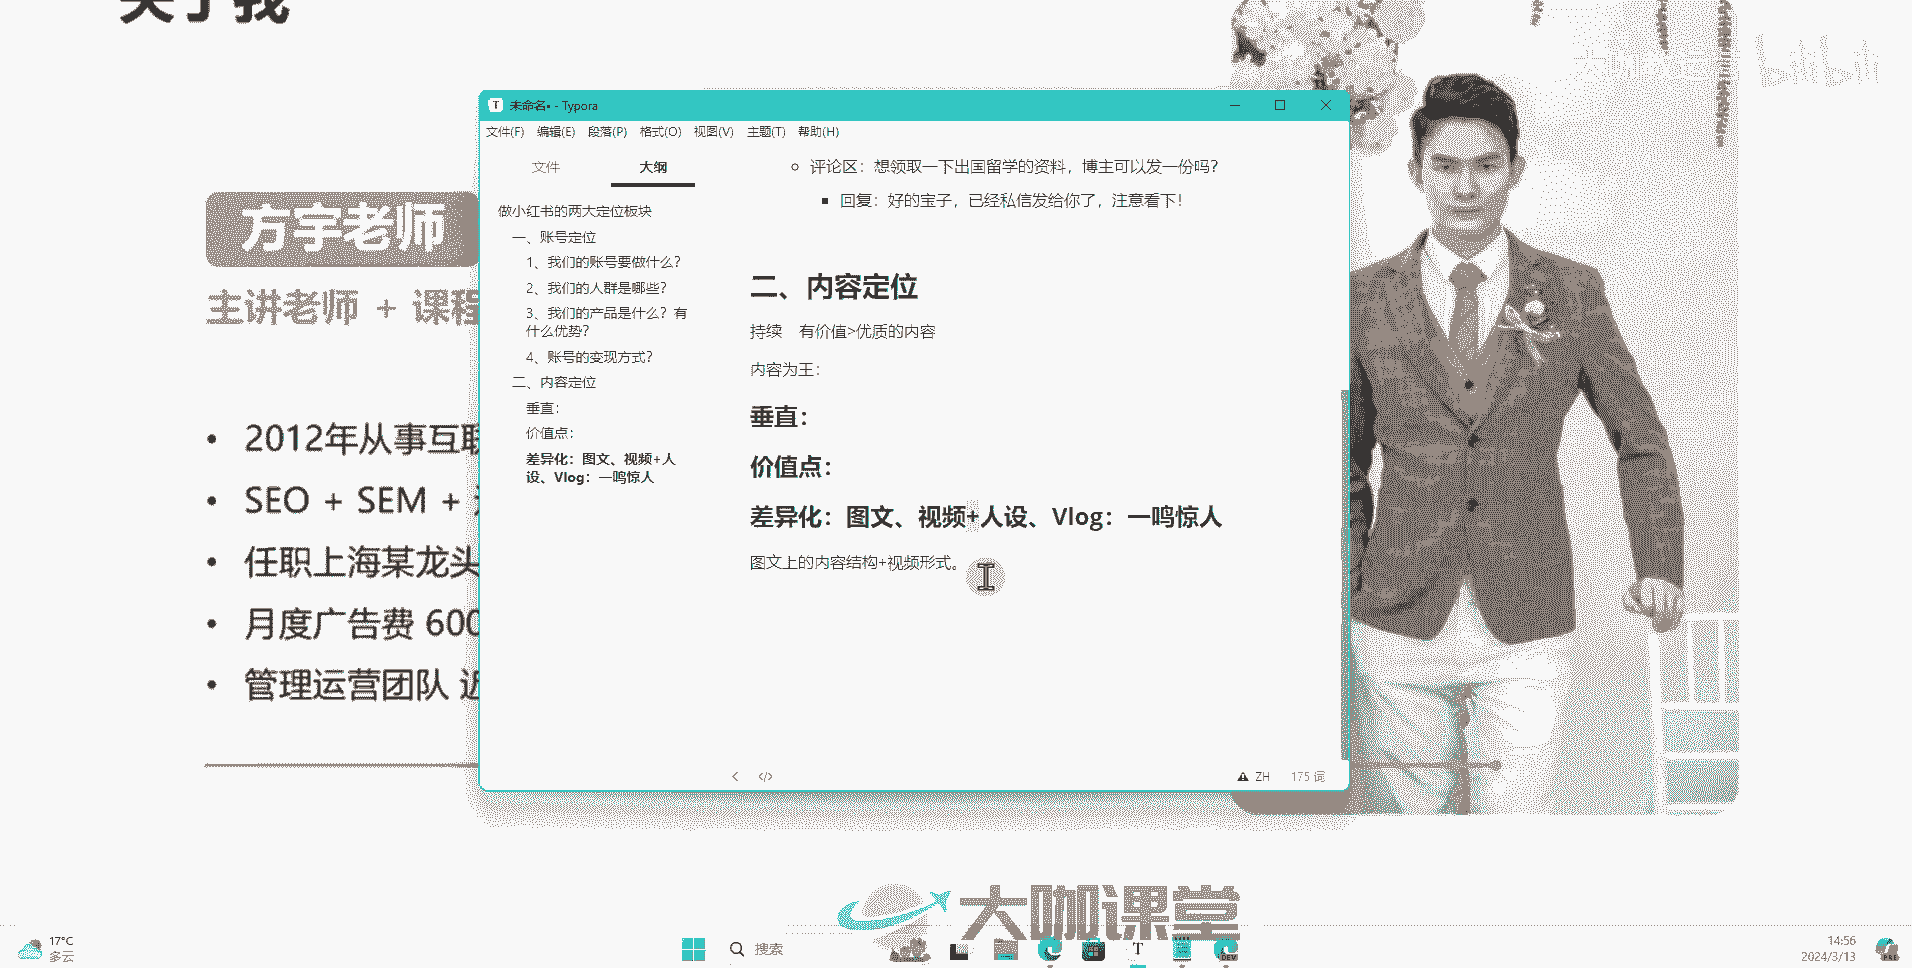 关于我
大咖课堂 bilibili
方宇老师
主讲老师 + 课程
2012年从事互联
SEO + SEM +
任职上海某龙头
月度广告费 600
管理运营团队 近
未命名• - Typora
文件(F) 编辑(E) 段落(P) 格式(O) 视图(V) 主题(T) 帮助(H)
文件 大纲
做小红书的两大定位板块
一、账号定位
1、我们的账号要做什么?
2、我们的人群是哪些?
3、我们的产品是什么? 有
什么优势?
4、账号的变现方式?
二、内容定位
垂直:
价值点:
差异化: 图文、视频+人
设、Vlog: 一鸣惊人
评论区: 想领取一下出国留学的资料, 博主可以发一份吗?
回复: 好的宝子, 已经私信发给你了, 注意看下!
二、内容定位
持续 有价值>优质的内容
内容为王:
垂直:
价值点:
差异化: 图文、视频+人设、Vlog: 一鸣惊人
图文上的内容结构+视频形式。
ZH 175 词
大咖课堂
17°C
多云
搜索
T
DEV
14:56
2024/3/13
PRE